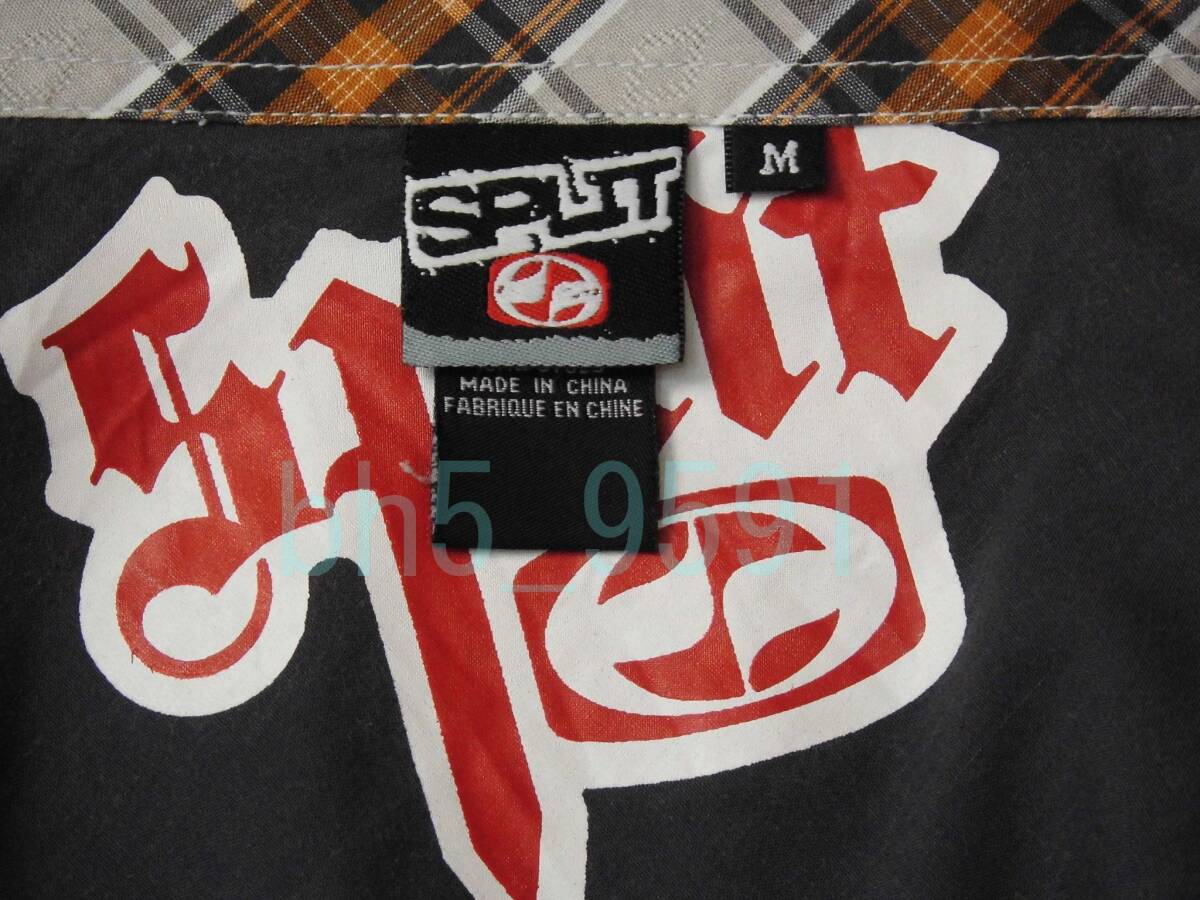 SPLIT
M
Split
MADE IN CHINA
FABRIQUE EN CHINE
bh5_9591